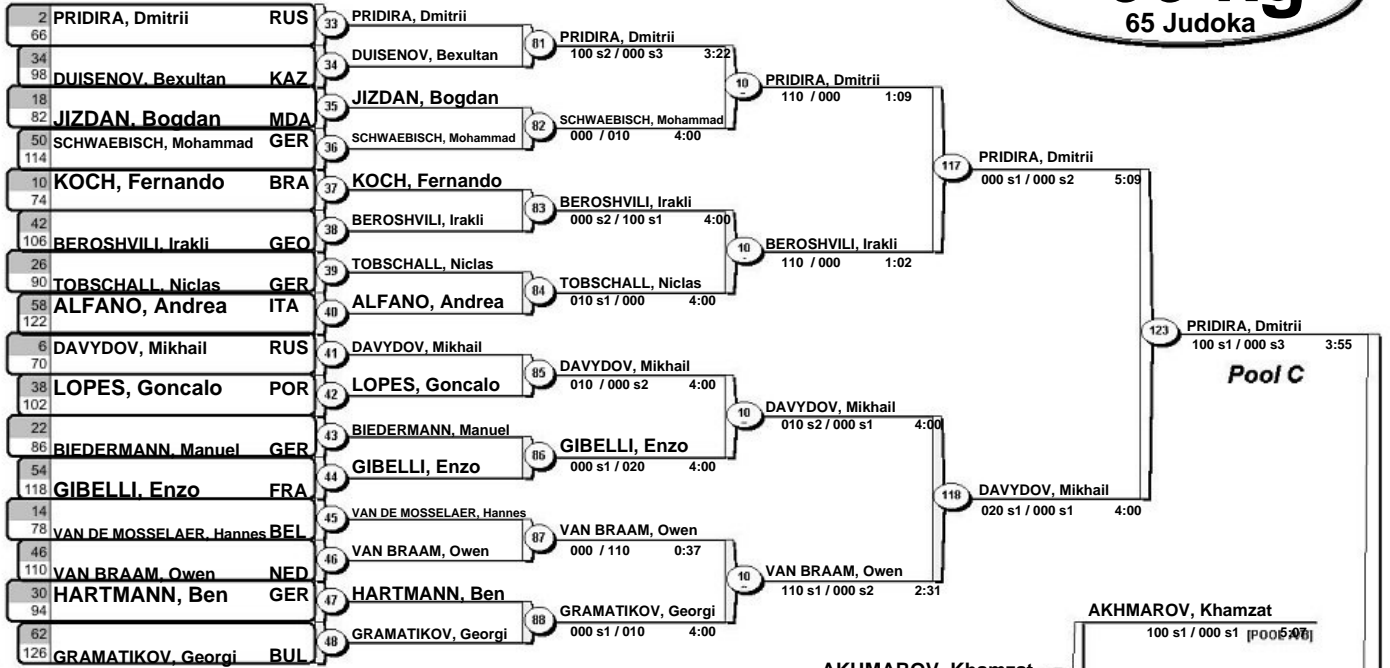 65 Judoka
2 PRIDIRA, Dmitrii RUS
66
34
98 DUISENOV, Bexultan KAZ
18
82 JIZDAN, Bogdan MDA
50 SCHWAEBISCH, Mohammad GER
114
10 KOCH, Fernando BRA
74
42
106 BEROSHVILI, Irakli GEO
26
90 TOBSCHALL, Niclas GER
58 ALFANO, Andrea ITA
122
6 DAVYDOV, Mikhail RUS
70
38 LOPES, Goncalo POR
102
22
86 BIEDERMANN, Manuel GER
54
118 GIBELLI, Enzo FRA
14
78 VAN DE MOSSELAER, Hannes BEL
46
110 VAN BRAAM, Owen NED
30 HARTMANN, Ben GER
94
62
126 GRAMATIKOV, Georgi BUL
33 PRIDIRA, Dmitrii
34 DUISENOV, Bexultan
35 JIZDAN, Bogdan
36 SCHWAEBISCH, Mohammad
37 KOCH, Fernando
38 BEROSHVILI, Irakli
39 TOBSCHALL, Niclas
40 ALFANO, Andrea
41 DAVYDOV, Mikhail
42 LOPES, Goncalo
43 BIEDERMANN, Manuel
44 GIBELLI, Enzo
45 VAN DE MOSSELAER, Hannes
46 VAN BRAAM, Owen
47 HARTMANN, Ben
48 GRAMATIKOV, Georgi
81 PRIDIRA, Dmitrii
100 s2 / 000 s3 3:22
82 SCHWAEBISCH, Mohammad
000 / 010 4:00
83 BEROSHVILI, Irakli
000 s2 / 100 s1 4:00
84 TOBSCHALL, Niclas
010 s1 / 000 4:00
85 DAVYDOV, Mikhail
010 / 000 s2 4:00
86 GIBELLI, Enzo
000 s1 / 020 4:00
87 VAN BRAAM, Owen
000 / 110 0:37
88 GRAMATIKOV, Georgi
000 s1 / 010 4:00
10 PRIDIRA, Dmitrii
110 / 000 1:09
10 BEROSHVILI, Irakli
110 / 000 1:02
10 DAVYDOV, Mikhail
010 s2 / 000 s1 4:00
10 VAN BRAAM, Owen
110 s1 / 000 s2 2:31
117 PRIDIRA, Dmitrii
000 s1 / 000 s2 5:09
118 DAVYDOV, Mikhail
020 s1 / 000 s1 4:00
123 PRIDIRA, Dmitrii
100 s1 / 000 s3 3:55
Pool C
AKHMAROV, Khamzat
100 s1 / 000 s1 5:07
AKHMAROV, Khamzat